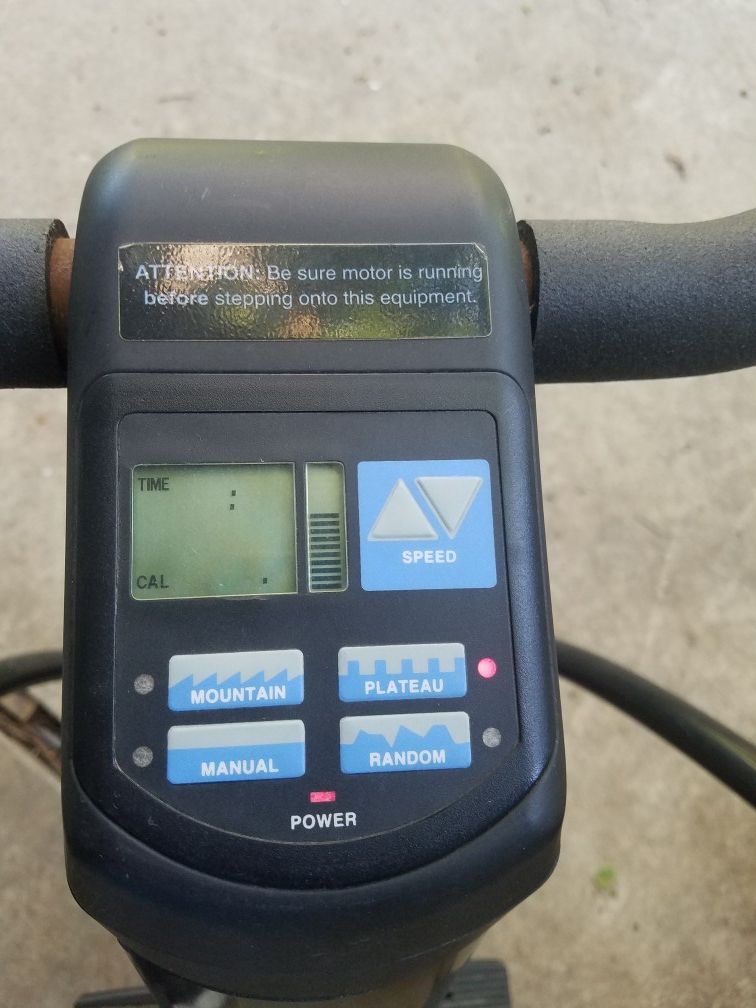 ATTENTION: Be sure motor is running
before stepping onto this equipment.
TIME :
CAL .
SPEED
MOUNTAIN
PLATEAU
MANUAL
RANDOM
POWER